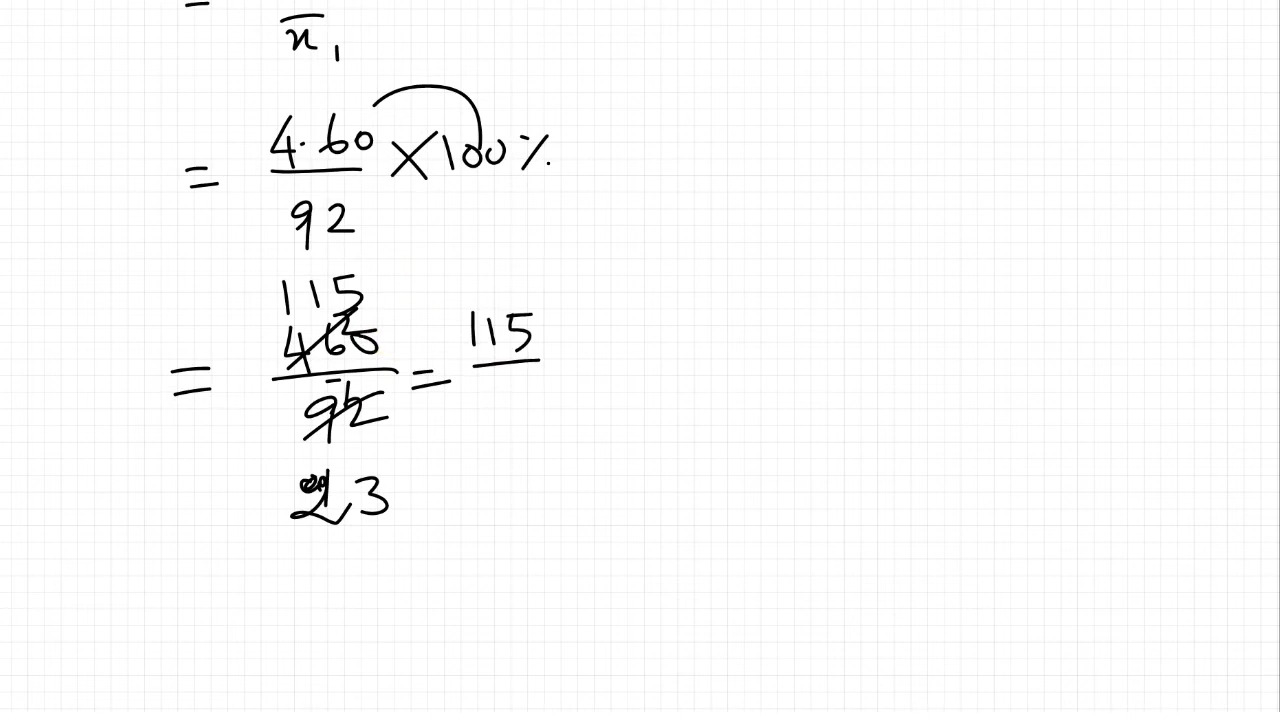 =
x̄ ₁
= 4.60 / 92 × 100 %
115
= 460 / 92 = 115
23